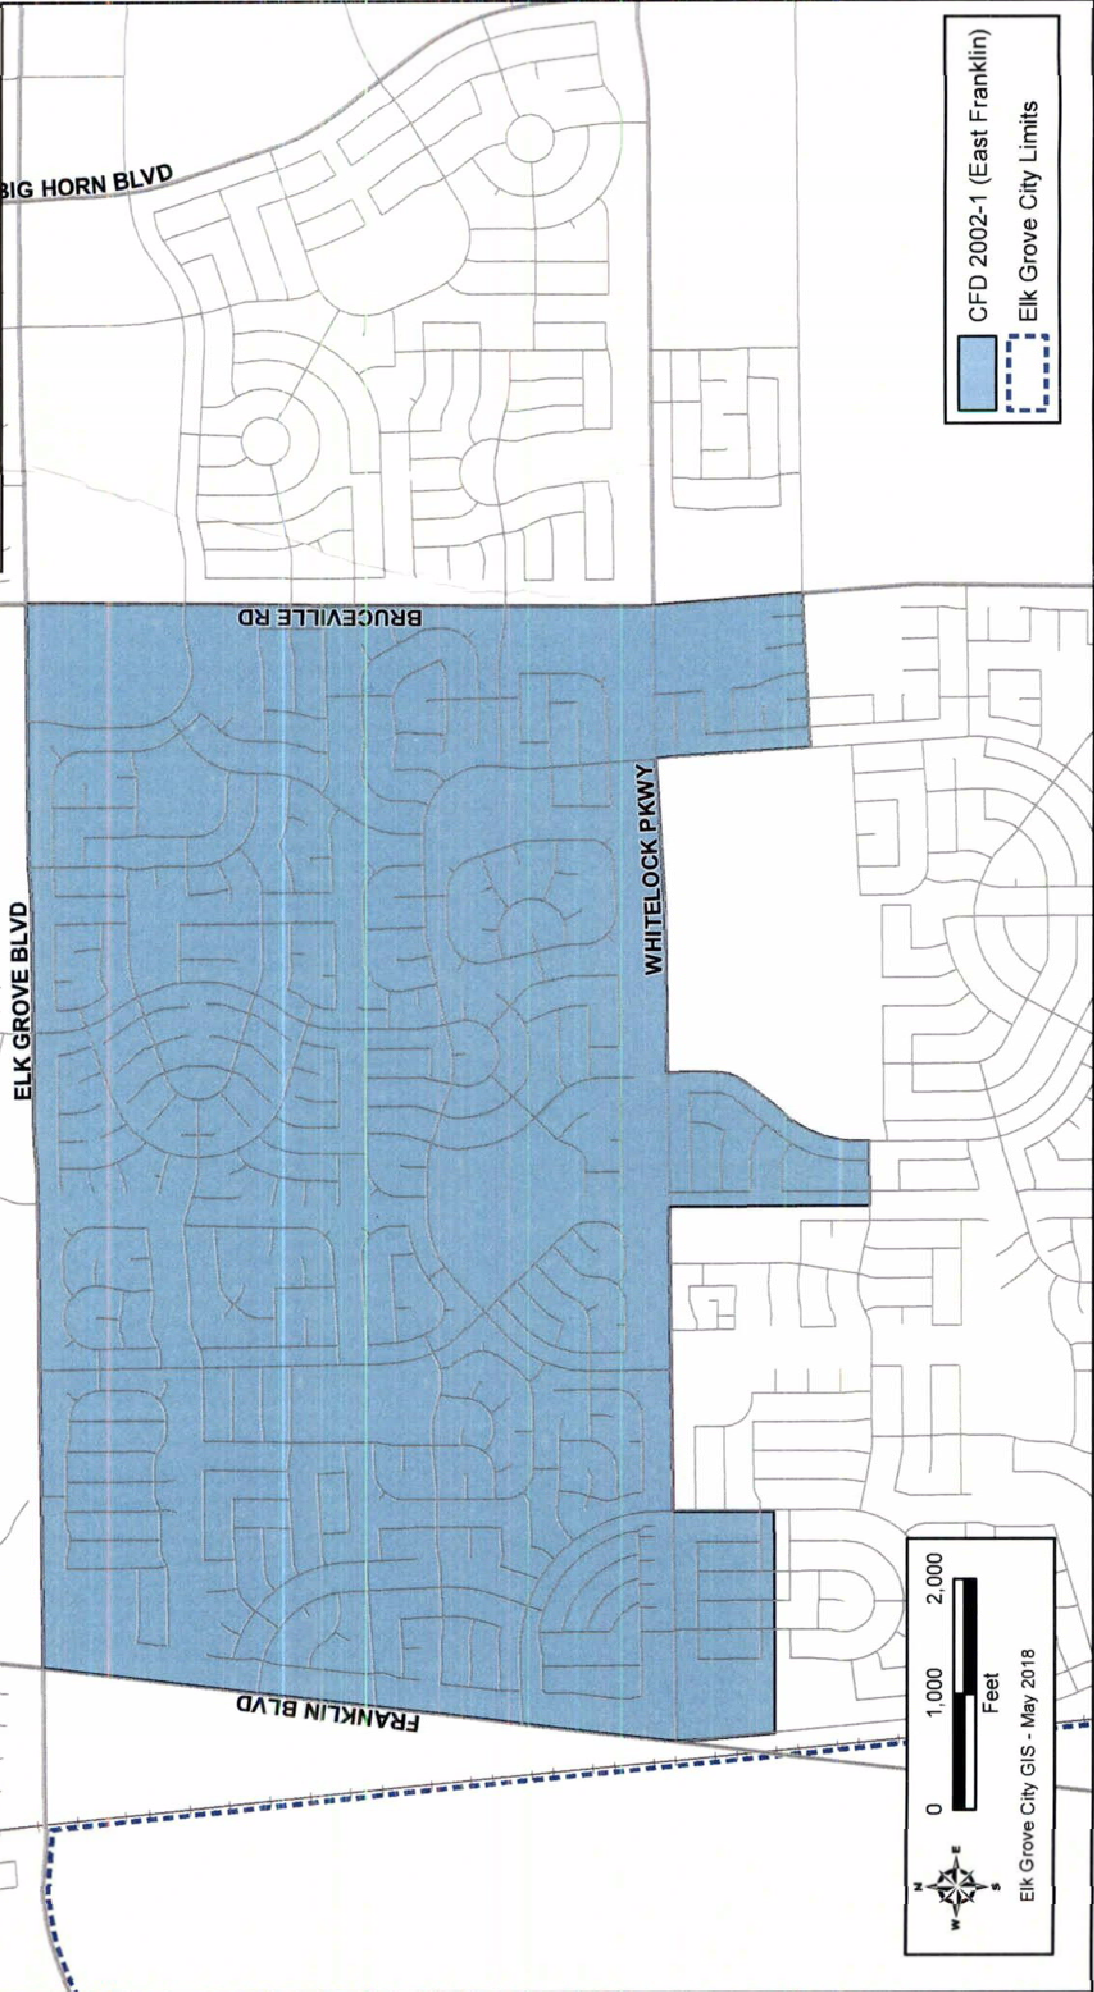 ELK GROVE BLVD
BIG HORN BLVD
BRUCEVILLE RD
WHITELOCK PKWY
FRANKLIN BLVD
CFD 2002-1 (East Franklin)
Elk Grove City Limits
N
W E
S
0 1,000 2,000
Feet
Elk Grove City GIS - May 2018